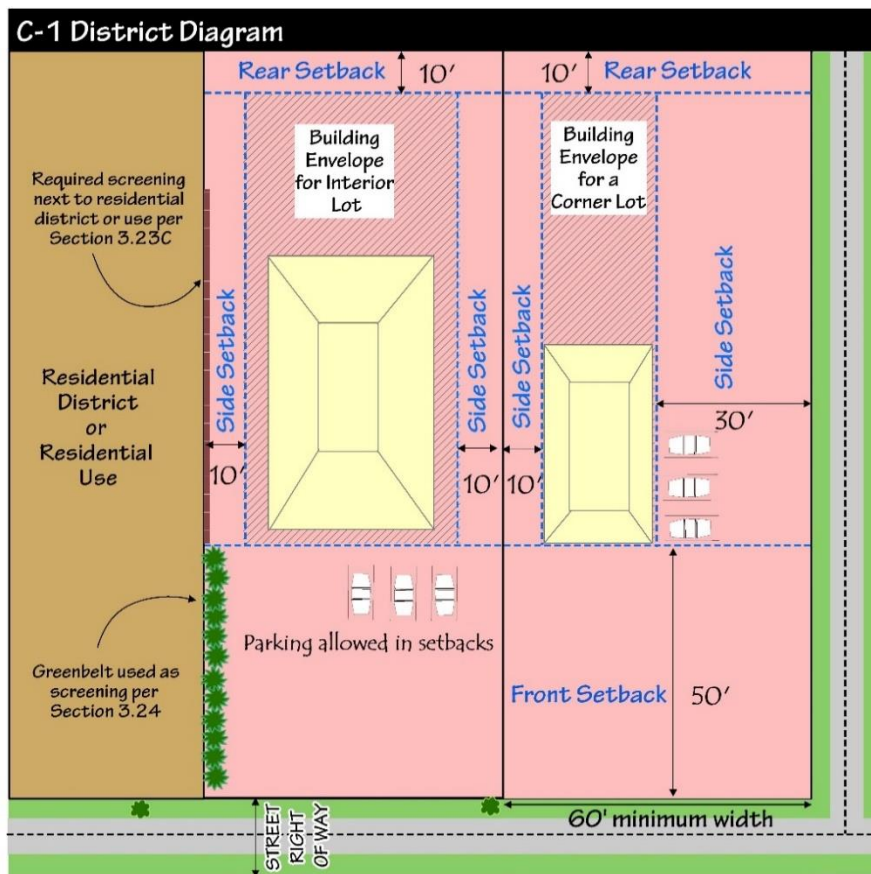 C-1 District Diagram
Rear Setback
10'
10'
Rear Setback
Building
Envelope
for Interior
Lot
Building
Envelope
for a
Corner Lot
Required screening
next to residential
district or use per
Section 3.23C
Side Setback
Side Setback
Side Setback
Side Setback
Residential
District
or
Residential
Use
10'
10'
10'
30'
Parking allowed in setbacks
Greenbelt used as
screening per
Section 3.24
Front Setback
50'
STREET
RIGHT
OF WAY
60' minimum width